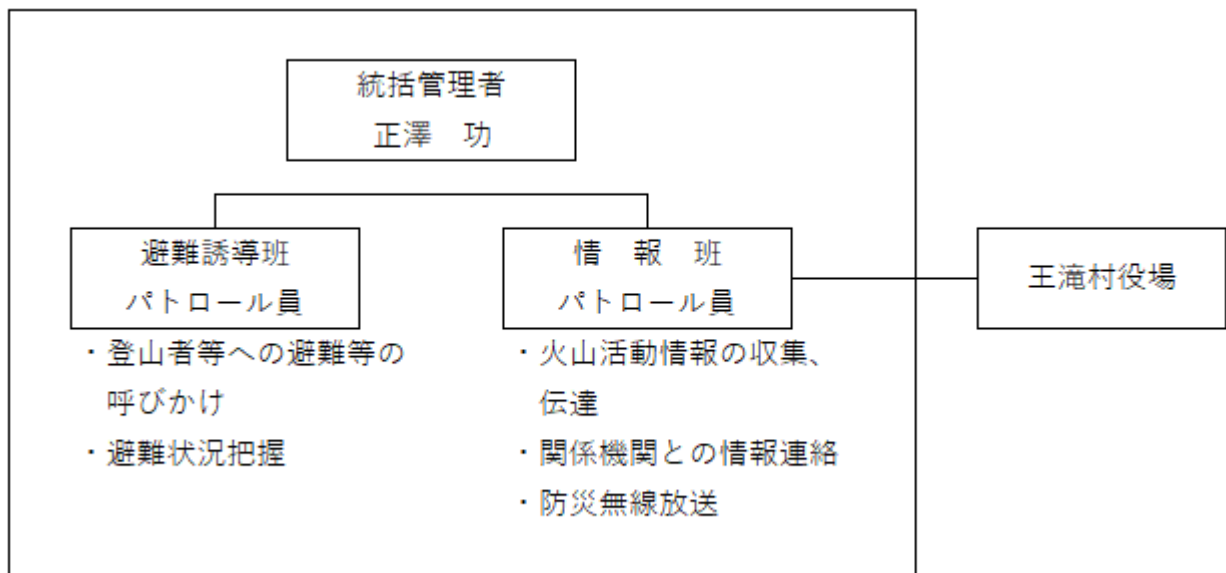 統括管理者
正澤　功
避難誘導班
パトロール員
・登山者等への避難等の
呼びかけ
・避難状況把握
情　報　班
パトロール員
・火山活動情報の収集、
伝達
・関係機関との情報連絡
・防災無線放送
王滝村役場